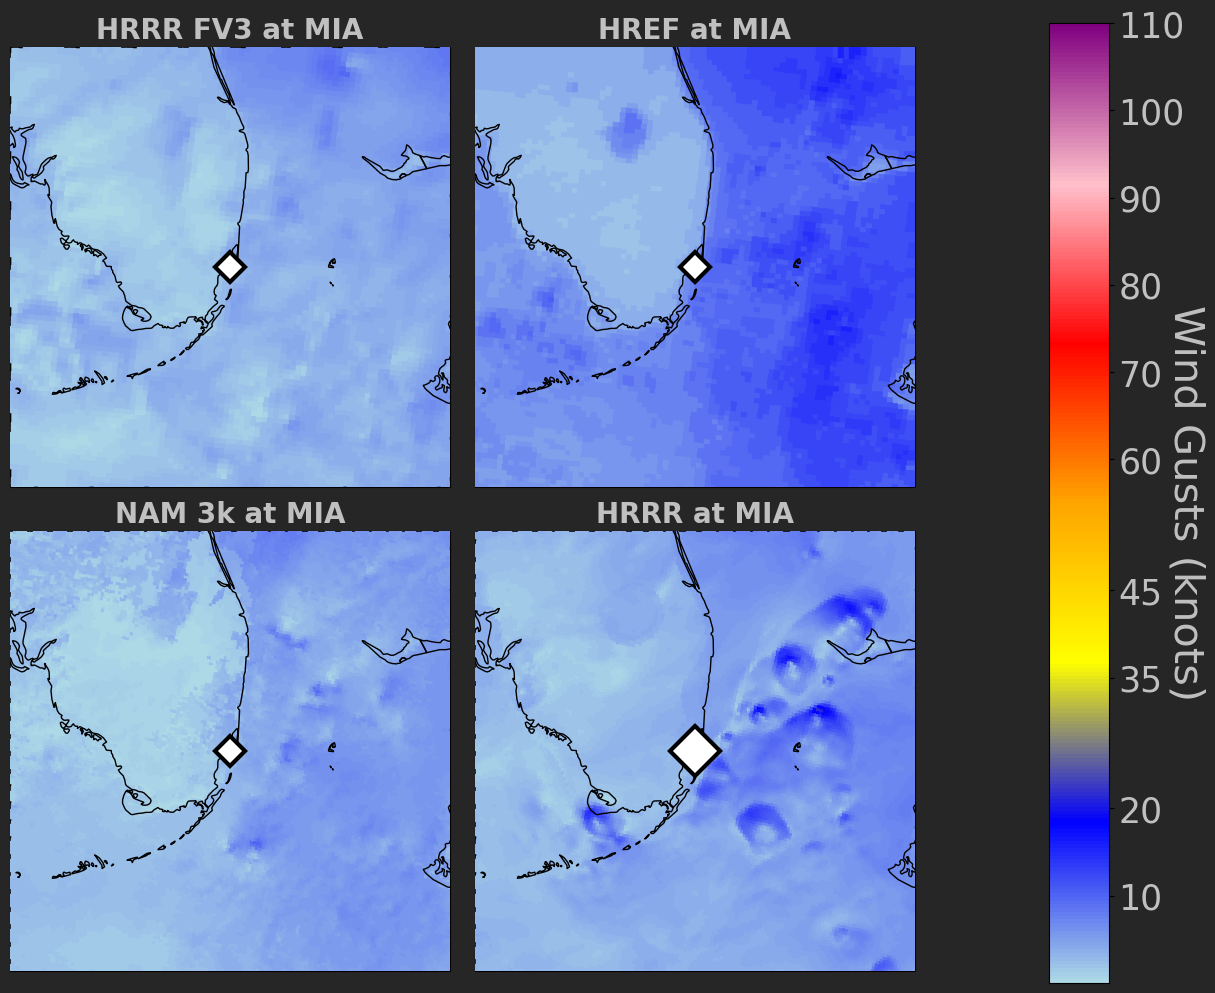 HRRR FV3 at MIA
HREF at MIA
NAM 3k at MIA
HRRR at MIA
110
100
90
80
70
60
45
35
20
10
Wind Gusts (knots)